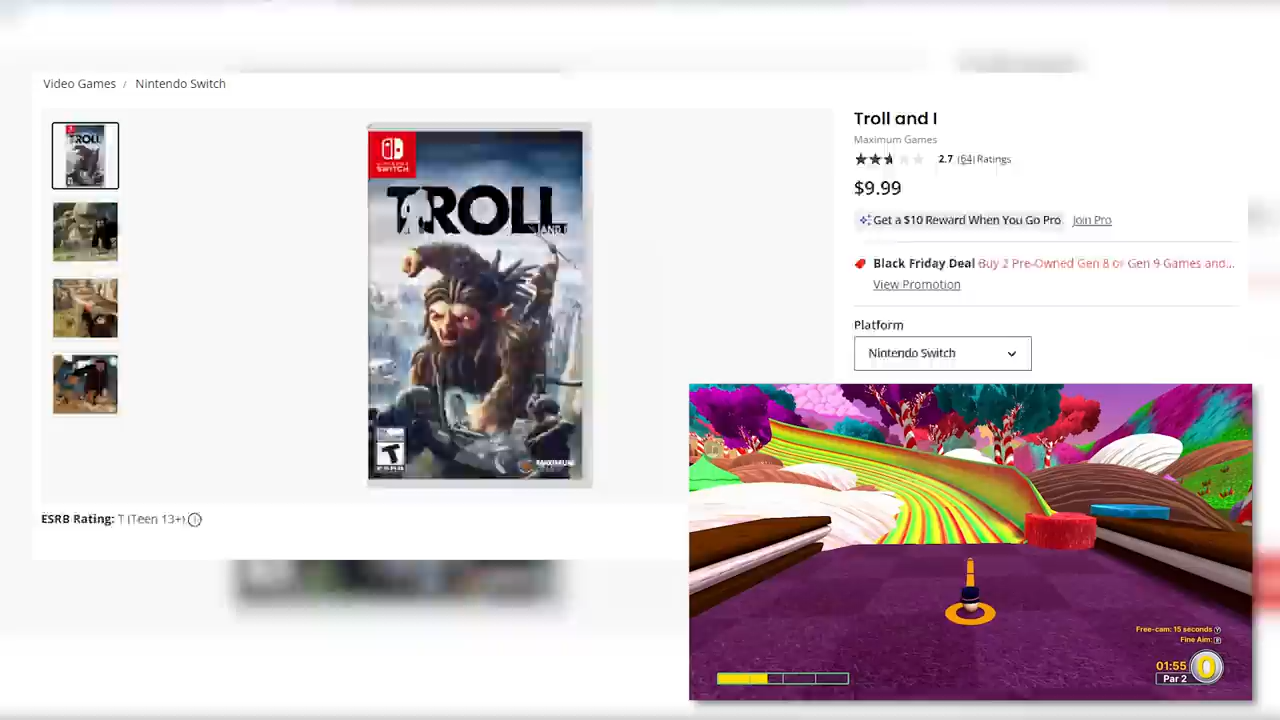 Video Games / Nintendo Switch
Troll and I
Maximum Games
2.7 (64) Ratings
$9.99
Get a $10 Reward When You Go Pro Join Pro
Black Friday Deal Buy 2 Pre-Owned Gen 8 or Gen 9 Games and...
View Promotion
Platform
Nintendo Switch
SWITCH
TROLL
AND I
T
MAXIMUM
TROLL
ESRB Rating: T (Teen 13+)
Free-cam: 15 seconds Y
Fine Aim:
01:55
0
Par 2